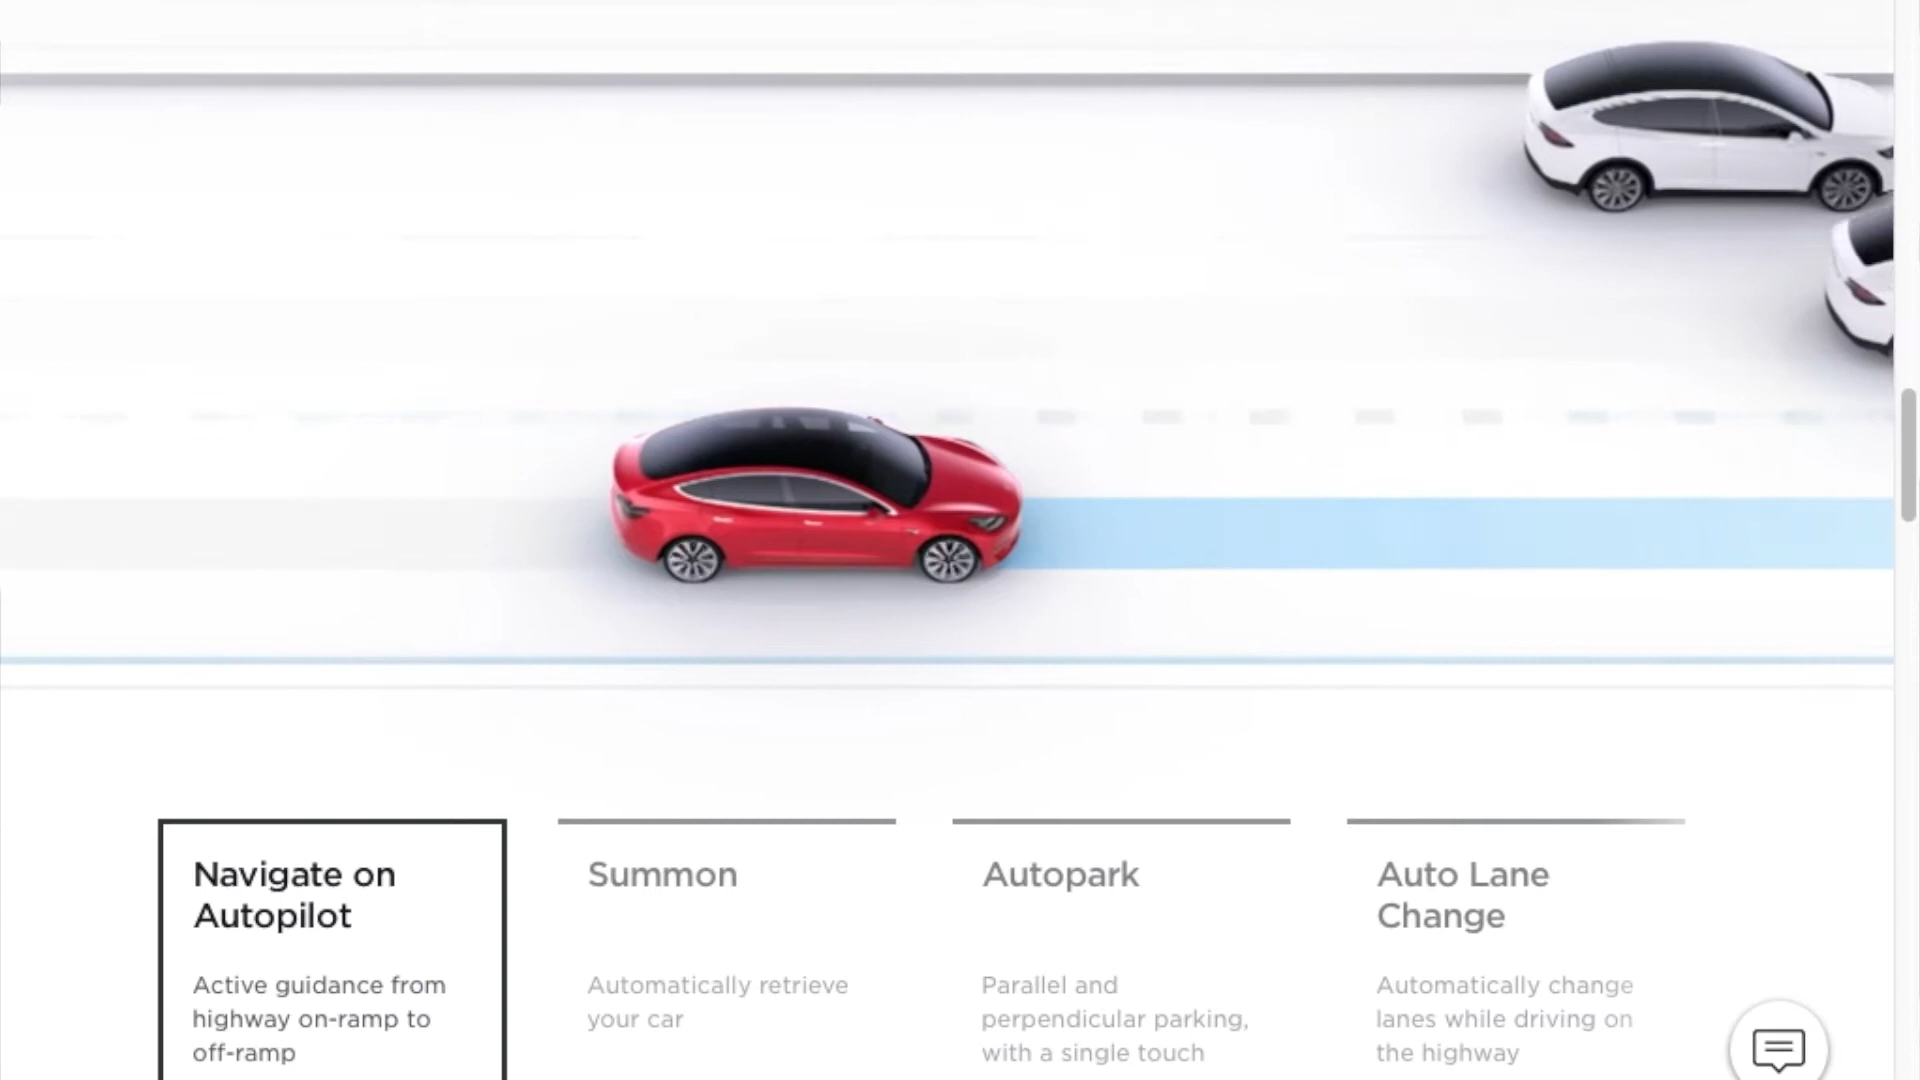 Navigate on
Autopilot
Active guidance from
highway on-ramp to
off-ramp
Summon
Automatically retrieve
your car
Autopark
Parallel and
perpendicular parking,
with a single touch
Auto Lane
Change
Automatically change
lanes while driving on
the highway